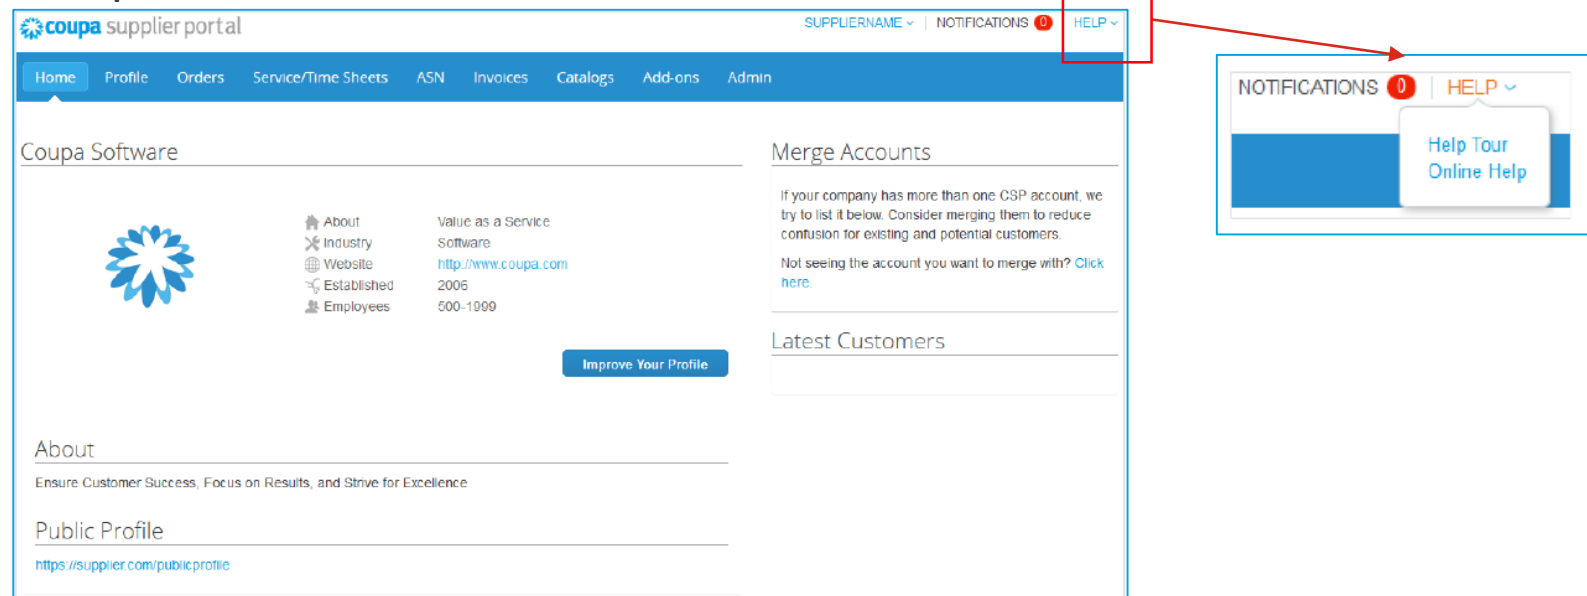 coupa supplier portal
SUPPLIERNAME | NOTIFICATIONS 0 HELP
Home Profile Orders Service/Time Sheets ASN Invoices Catalogs Add-ons Admin
NOTIFICATIONS 0 | HELP
Help Tour
Online Help
Coupa Software
About Value as a Service
Industry Software
Website http://www.coupa.com
Established 2006
Employees 500-1999
Improve Your Profile
Merge Accounts
If your company has more than one CSP account, we
try to list it below. Consider merging them to reduce
confusion for existing and potential customers.
Not seeing the account you want to merge with? Click
here.
Latest Customers
About
Ensure Customer Success, Focus on Results, and Strive for Excellence
Public Profile
https://supplier.com/publicprofile